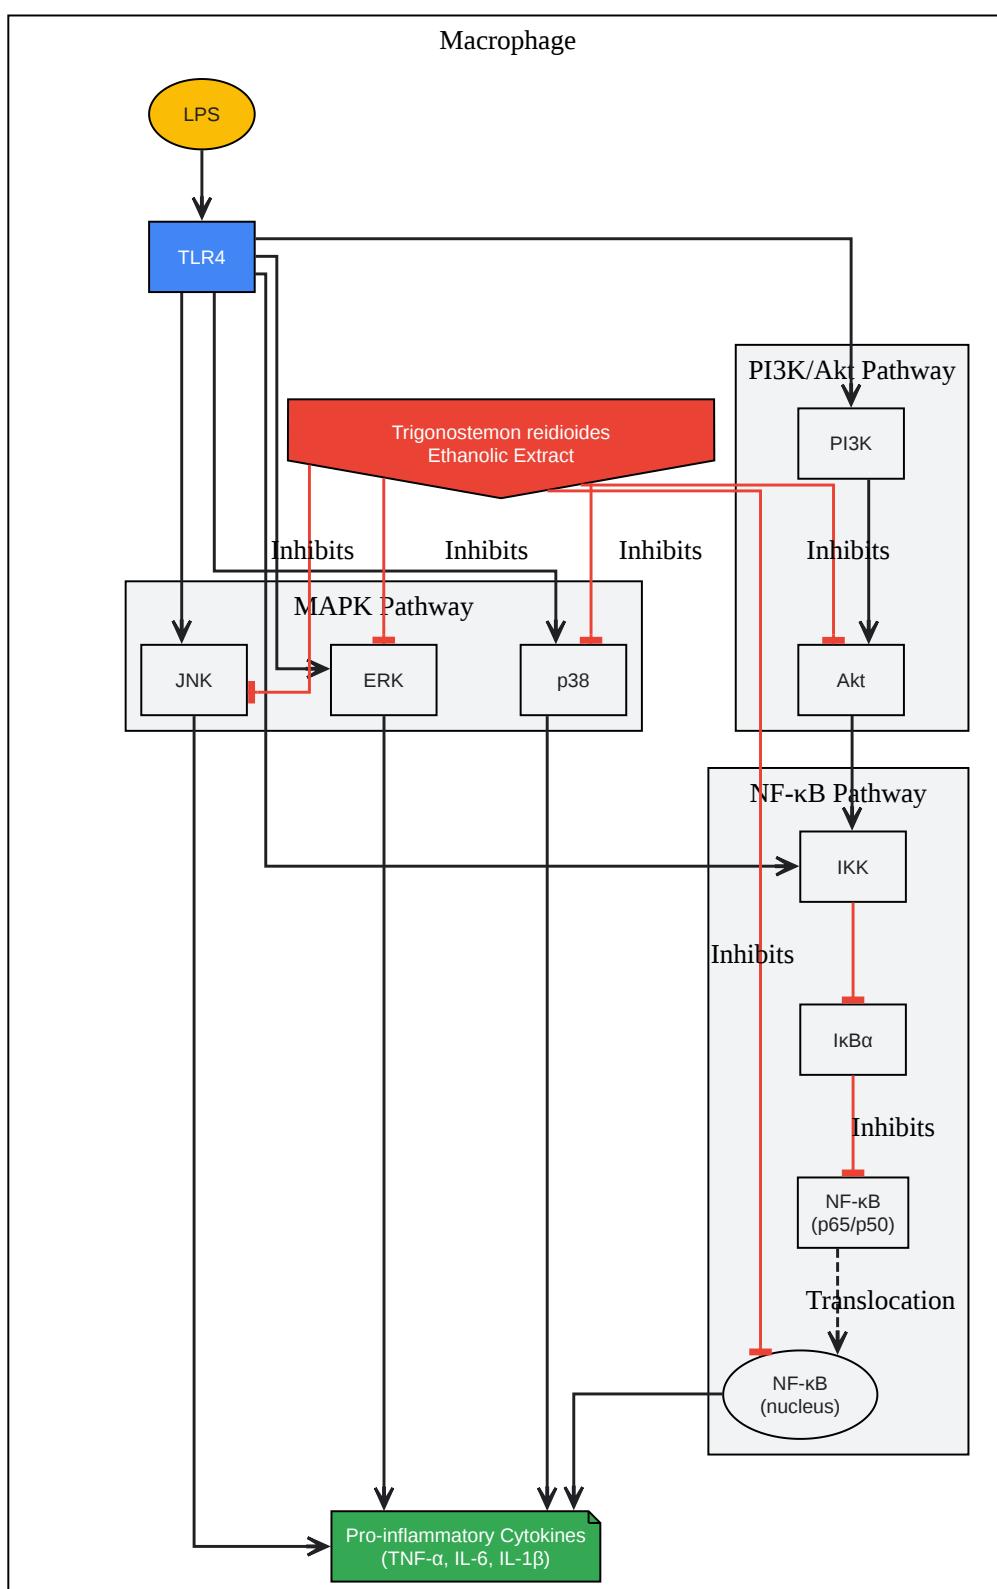 Macrophage
LPS
TLR4
PI3K/Akt Pathway
Trigonostemon reidioides
Ethanolic Extract
PI3K
Inhibits
Inhibits
Inhibits
Inhibits
MAPK Pathway
JNK
ERK
p38
Akt
NF-κB Pathway
IKK
Inhibits
IκBα
Inhibits
NF-κB
(p65/p50)
Translocation
NF-κB
(nucleus)
Pro-inflammatory Cytokines
(TNF-α, IL-6, IL-1β)